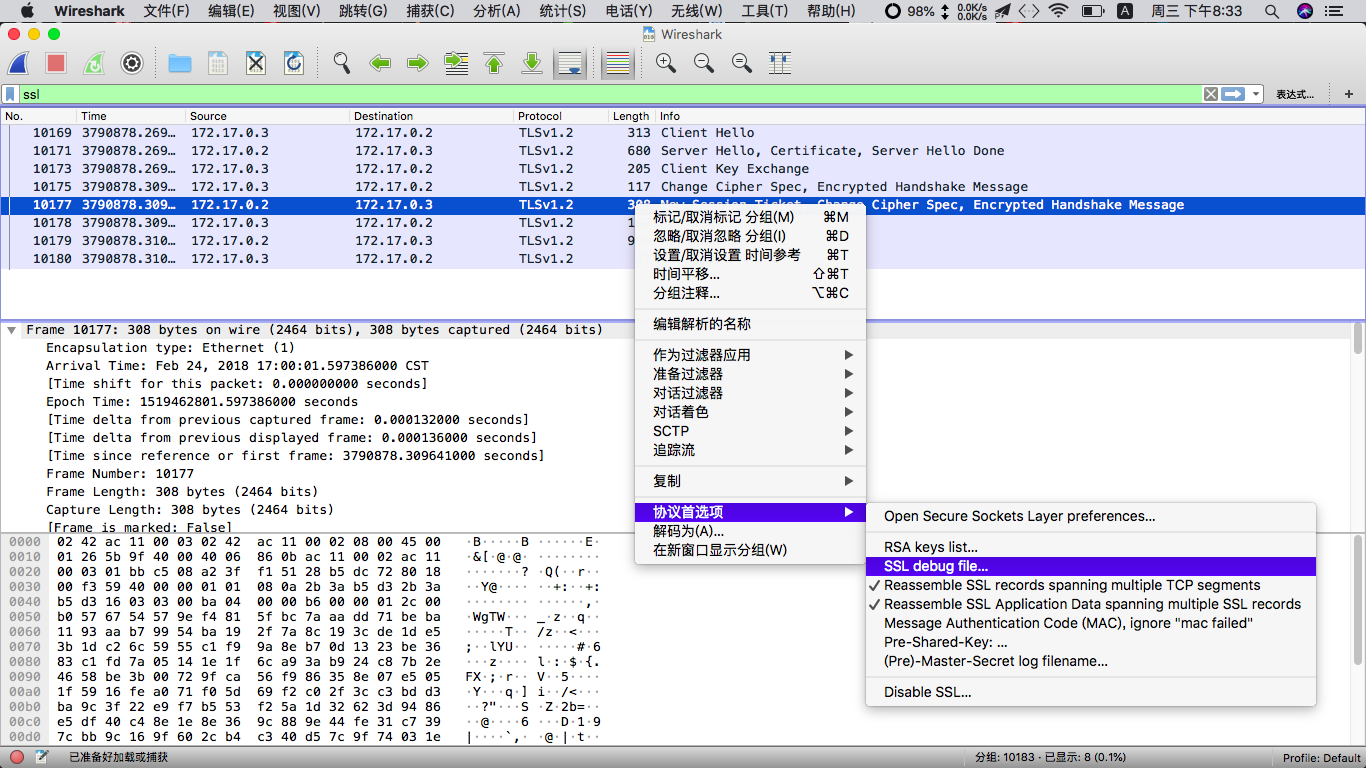 Wireshark 文件(F) 编辑(E) 视图(V) 跳转(G) 捕获(C) 分析(A) 统计(S) 电话(Y) 无线(W) 工具(T) 帮助(H) 98% 0.0K/s 0.0K/s A 周三 下午8:33
Wireshark
ssl 表达式… +
No. Time Source Destination Protocol Length Info
10169 3790878.269… 172.17.0.3 172.17.0.2 TLSv1.2 313 Client Hello
10171 3790878.269… 172.17.0.2 172.17.0.3 TLSv1.2 680 Server Hello, Certificate, Server Hello Done
10173 3790878.269… 172.17.0.3 172.17.0.2 TLSv1.2 205 Client Key Exchange
10175 3790878.309… 172.17.0.3 172.17.0.2 TLSv1.2 117 Change Cipher Spec, Encrypted Handshake Message
10177 3790878.309… 172.17.0.2 172.17.0.3 TLSv1.2 308 New Session Ticket, Change Cipher Spec, Encrypted Handshake Message
10178 3790878.309… 172.17.0.3 172.17.0.2 TLSv1.2 1
10179 3790878.310… 172.17.0.2 172.17.0.3 TLSv1.2 9
10180 3790878.310… 172.17.0.3 172.17.0.2 TLSv1.2
标记/取消标记 分组(M) ⌘M
忽略/取消忽略 分组(I) ⌘D
设置/取消设置 时间参考 ⌘T
时间平移… ⇧⌘T
分组注释… ⌥⌘C
编辑解析的名称
作为过滤器应用
准备过滤器
对话过滤器
对话着色
SCTP
追踪流
复制
协议首选项
解码为(A)…
在新窗口显示分组(W)
Open Secure Sockets Layer preferences…
RSA keys list…
SSL debug file…
✓ Reassemble SSL records spanning multiple TCP segments
✓ Reassemble SSL Application Data spanning multiple SSL records
Message Authentication Code (MAC), ignore "mac failed"
Pre-Shared-Key: …
(Pre)-Master-Secret log filename…
Disable SSL…
Frame 10177: 308 bytes on wire (2464 bits), 308 bytes captured (2464 bits)
Encapsulation type: Ethernet (1)
Arrival Time: Feb 24, 2018 17:00:01.597386000 CST
[Time shift for this packet: 0.000000000 seconds]
Epoch Time: 1519462801.597386000 seconds
[Time delta from previous captured frame: 0.000132000 seconds]
[Time delta from previous displayed frame: 0.000136000 seconds]
[Time since reference or first frame: 3790878.309641000 seconds]
Frame Number: 10177
Frame Length: 308 bytes (2464 bits)
Capture Length: 308 bytes (2464 bits)
[Frame is marked: False]
0000 02 42 ac 11 00 03 02 42 ac 11 00 02 08 00 45 00 ·B·····B ······E·
0010 01 26 5b 9f 40 00 40 06 86 0b ac 11 00 02 ac 11 ·&[·@·@· ········
0020 00 03 01 bb c5 08 a2 3f f1 51 28 b5 dc 72 80 18 ·······? ·Q(··r··
0030 00 f3 59 40 00 00 01 01 08 0a 2b 3a b5 d3 2b 3a ··Y@···· ··+:··+:
0040 b5 d3 16 03 03 00 ba 04 00 00 b6 00 00 01 2c 00 ········ ······,·
0050 b0 57 67 54 57 9e f4 81 5f bc 7a aa dd 71 be ba ·WgTW··· _·z··q··
0060 11 93 aa b7 99 54 ba 19 2f 7a 8c 19 3c de 1d e5 ·····T·· /z··<···
0070 3b 1d c2 6c 59 55 c1 f9 9a 8e b7 0d 13 23 be 36 ;··lYU·· ·····#·6
0080 83 c1 fd 7a 05 14 1e 1f 6c a9 3a b9 24 c8 7b 2e ···z···· l·:·$·{.
0090 46 58 be 3b 00 72 9f ca 56 f9 86 35 8e 07 e5 05 FX·;·r·· V··5····
00a0 1f 59 16 fe a0 71 f0 5d 69 f2 c0 2f 3c c3 bd d3 ·Y···q·] i··/<···
00b0 ba 9c 3f 22 e9 f7 b5 53 f2 5a 1d 32 62 3d 94 86 ··?"···S ·Z·2b=··
00c0 e5 df 40 c4 8e 1e 8e 36 9c 88 9e 44 fe 31 c7 39 ··@····6 ···D·1·9
00d0 7c bb 9c 16 9f 60 2c b4 c3 40 d5 7c 9f 74 03 1e |····`,· ·@·|·t··
已准备好加载或捕获 分组: 10183 · 已显示: 8 (0.1%) Profile: Default